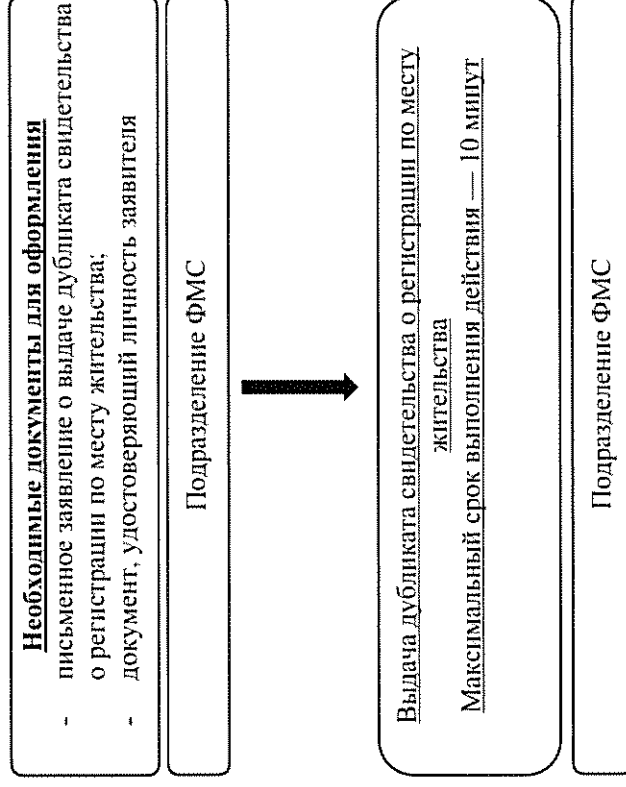 Необходимые документы для оформления
- письменное заявление о выдаче дубликата свидетельства
о регистрации по месту жительства;
- документ, удостоверяющий личность заявителя
Подразделение ФМС
Выдача дубликата свидетельства о регистрации по месту
жительства
Максимальный срок выполнения действия — 10 минут
Подразделение ФМС